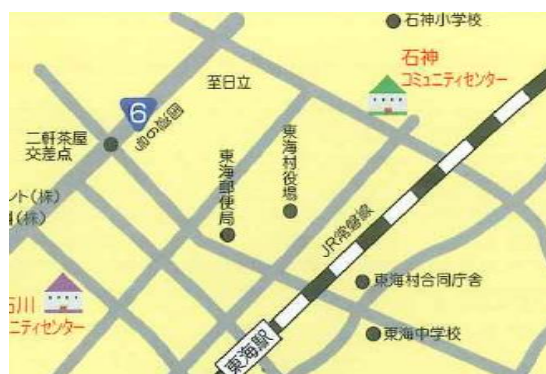 石神小学校
石神
コミュニティセンター
至日立
6
国道6号
二軒茶屋
交差点
東海村役場
東海郵便局
ント(株)
(株)
JR常磐線
東海村合同庁舎
石川
ニティセンター
東海中学校
東海駅